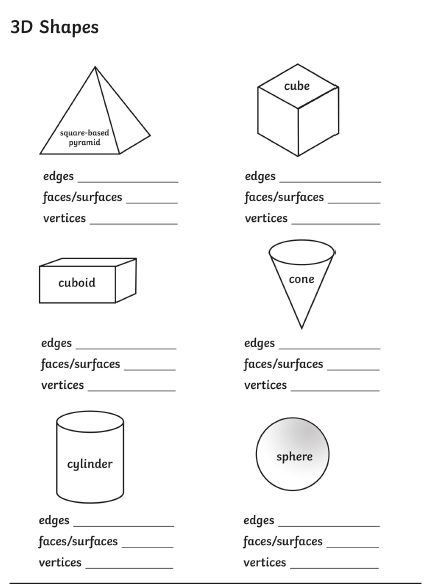 3D Shapes
square-based
pyramid
edges
faces/surfaces
vertices
cube
edges
faces/surfaces
vertices
cuboid
edges
faces/surfaces
vertices
cone
edges
faces/surfaces
vertices
cylinder
edges
faces/surfaces
vertices
sphere
edges
faces/surfaces
vertices